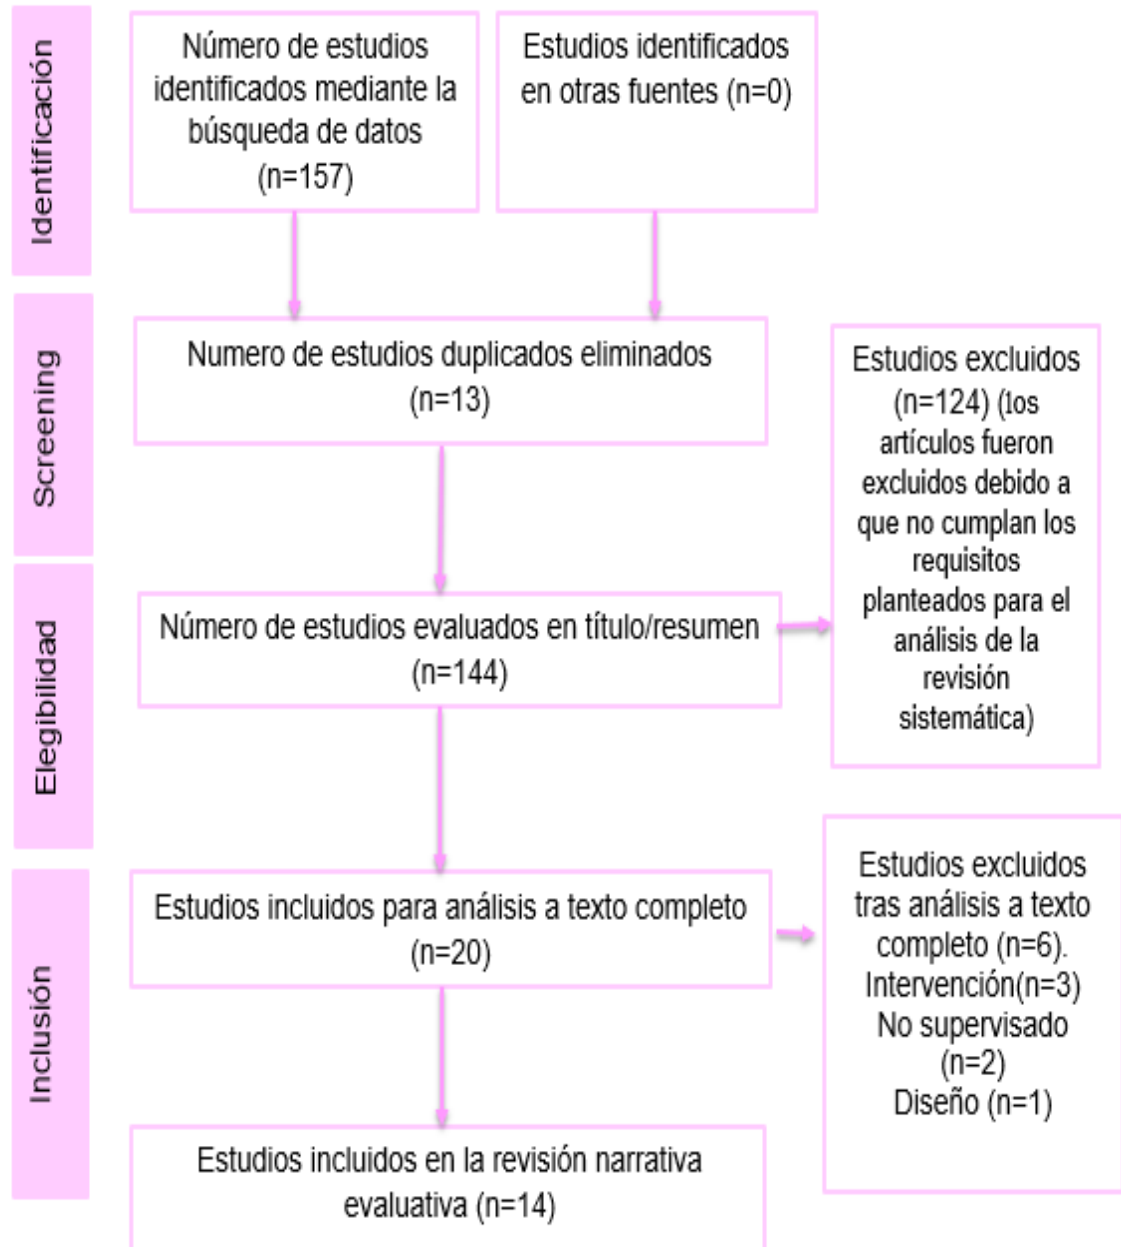 Identificación
Número de estudios
identificados mediante la
búsqueda de datos
(n=157)
Estudios identificados
en otras fuentes (n=0)
Screening
Numero de estudios duplicados eliminados
(n=13)
Estudios excluidos
(n=124) (los
artículos fueron
excluidos debido a
que no cumplan los
requisitos
planteados para el
análisis de la
revisión
sistemática)
Elegibilidad
Número de estudios evaluados en título/resumen
(n=144)
Inclusión
Estudios incluidos para análisis a texto completo
(n=20)
Estudios excluidos
tras análisis a texto
completo (n=6).
Intervención(n=3)
No supervisado
(n=2)
Diseño (n=1)
Estudios incluidos en la revisión narrativa
evaluativa (n=14)